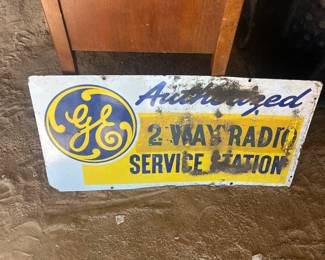 GE
Authorized
2-WAY RADIO
SERVICE STATION